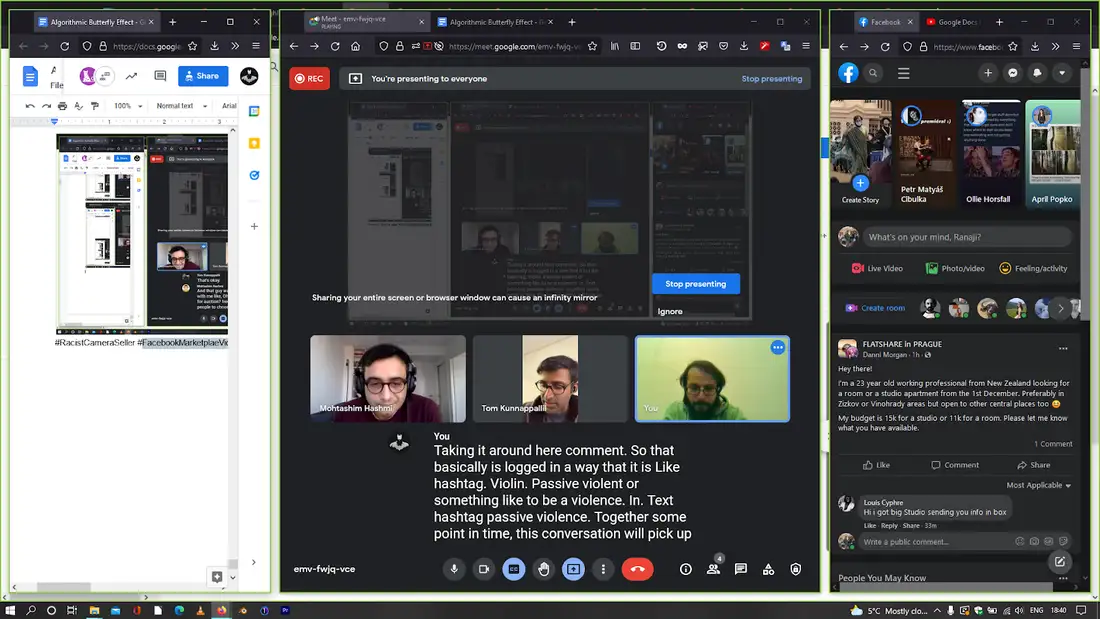 Algorithmic Butterfly Effect - G
https://docs.google.
File
Share
100%
Normal text
Arial
#RacistCameraSeller #FacebookMarketplaeVio
Meet - emv-fwjq-vce
PLAYING
Algorithmic Butterfly Effect - G
https://meet.google.com/emv-fwjq-vce
REC
You're presenting to everyone
Stop presenting
Sharing your entire screen or browser window can cause an infinity mirror
Stop presenting
Ignore
Mohtashim Hashmi
Tom Kunnappallil
You
You
Taking it around here comment. So that
basically is logged in a way that it is Like
hashtag. Violin. Passive violent or
something like to be a violence. In. Text
hashtag passive violence. Together some
point in time, this conversation will pick up
emv-fwjq-vce
4
Facebook
Google Docs
https://www.facebo
Create Story
Petr Matyáš
Cibulka
Ollie Horsfall
April Popko
What's on your mind, Ranaji?
Live Video
Photo/video
Feeling/activity
Create room
FLATSHARE in PRAGUE
Danni Morgan · 1h
Hey there!
I'm a 23 year old working professional from New Zealand looking for
a room or a studio apartment from the 1st December. Preferably in
Zizkov or Vinohrady areas but open to other central places too
My budget is 15k for a studio or 11k for a room. Please let me know
what you have available.
1 Comment
Like
Comment
Share
Most Applicable
Louis Cyphre
Hi i got big Studio sending you info in box
Like · Reply · Share · 33m
Write a public comment...
People You May Know
5°C Mostly clo...
ENG
18:40